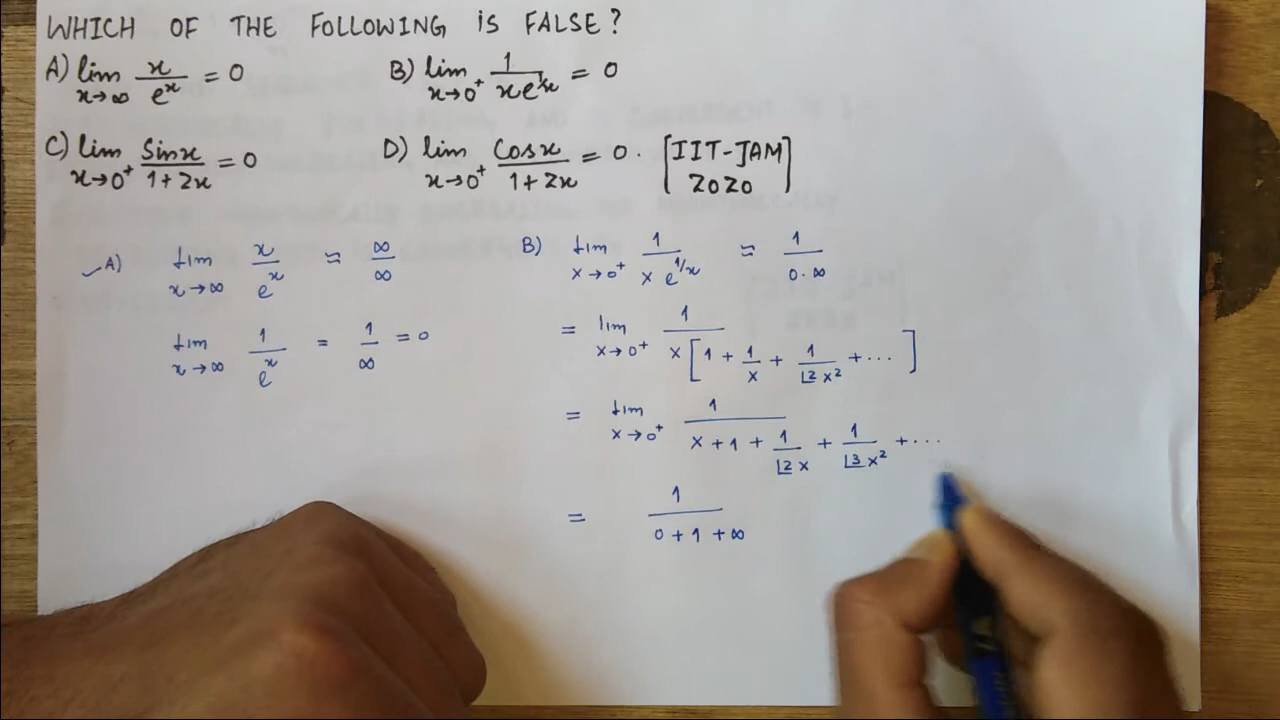 WHICH OF THE FOLLOWING IS FALSE?
A) lim x→∞ x/e^x = 0 B) lim x→0⁺ 1/(x e^(1/x)) = 0
C) lim x→0⁺ Sinx/(1+2x) = 0 D) lim x→0⁺ Cosx/(1+2x) = 0. [IIT-JAM 2020]
✓A) lim x→∞ x/e^x ≈ ∞/∞
lim x→∞ 1/e^x = 1/∞ = 0
B) lim x→0⁺ 1/(x e^(1/x)) ≈ 1/(0·∞)
= lim x→0⁺ 1/(x[1 + 1/x + 1/(⌊2 x²) + ...])
= lim x→0⁺ 1/(x + 1 + 1/(⌊2 x) + 1/(⌊3 x²) + ...)
= 1/(0 + 1 + ∞)